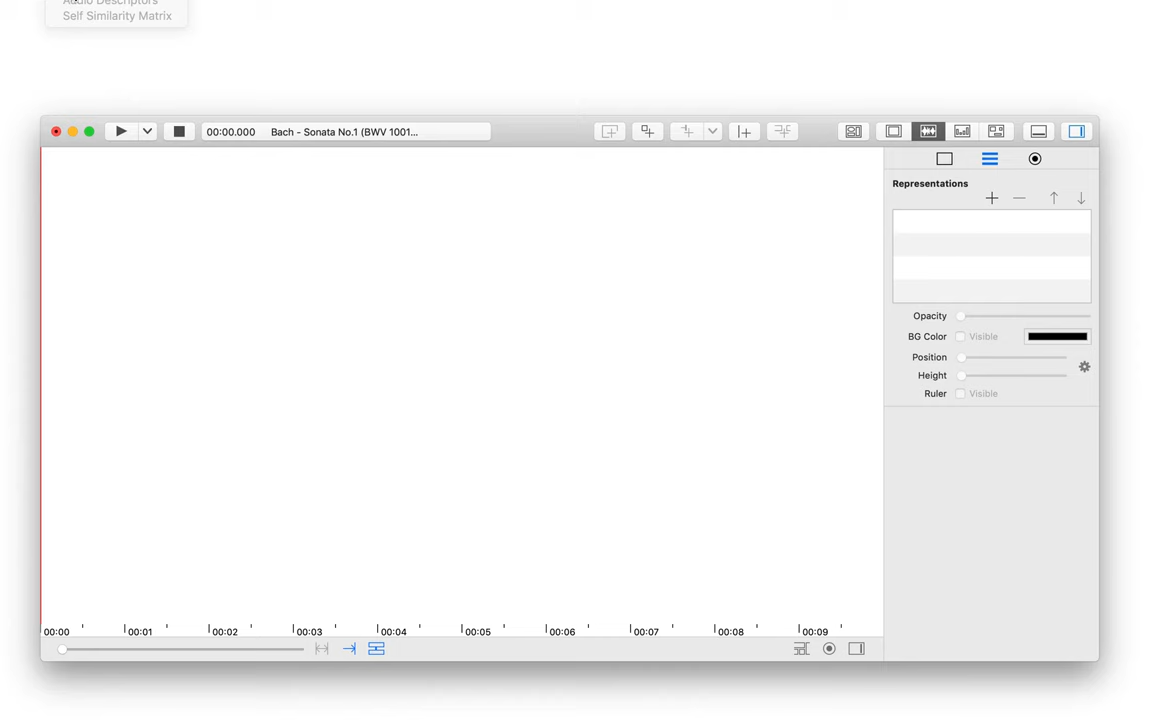 Audio Descriptors
Self Similarity Matrix
00:00.000 Bach - Sonata No.1 (BWV 1001...
Representations
Opacity
BG Color Visible
Position
Height
Ruler Visible
00:00 00:01 00:02 00:03 00:04 00:05 00:06 00:07 00:08 00:09